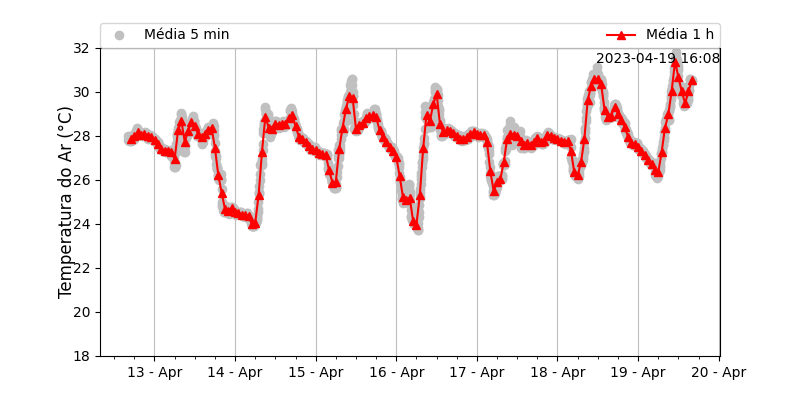 Média 5 min
Média 1 h
2023-04-19 16:08
Temperatura do Ar (°C)
32
30
28
26
24
22
20
18
13 - Apr
14 - Apr
15 - Apr
16 - Apr
17 - Apr
18 - Apr
19 - Apr
20 - Apr